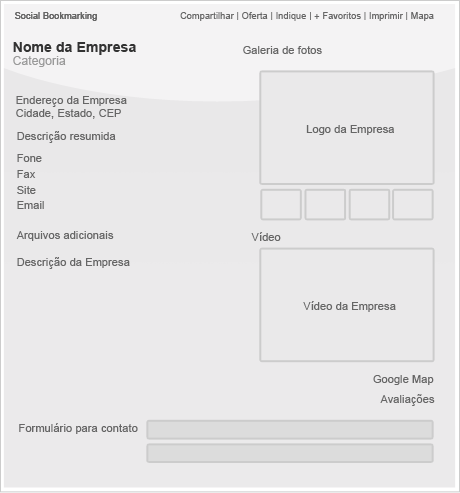 Social Bookmarking
Compartilhar | Oferta | Indique | + Favoritos | Imprimir | Mapa
Nome da Empresa
Categoria
Galeria de fotos
Endereço da Empresa
Cidade, Estado, CEP
Descrição resumida
Logo da Empresa
Fone
Fax
Site
Email
Arquivos adicionais
Vídeo
Descrição da Empresa
Vídeo da Empresa
Google Map
Avaliações
Formulário para contato